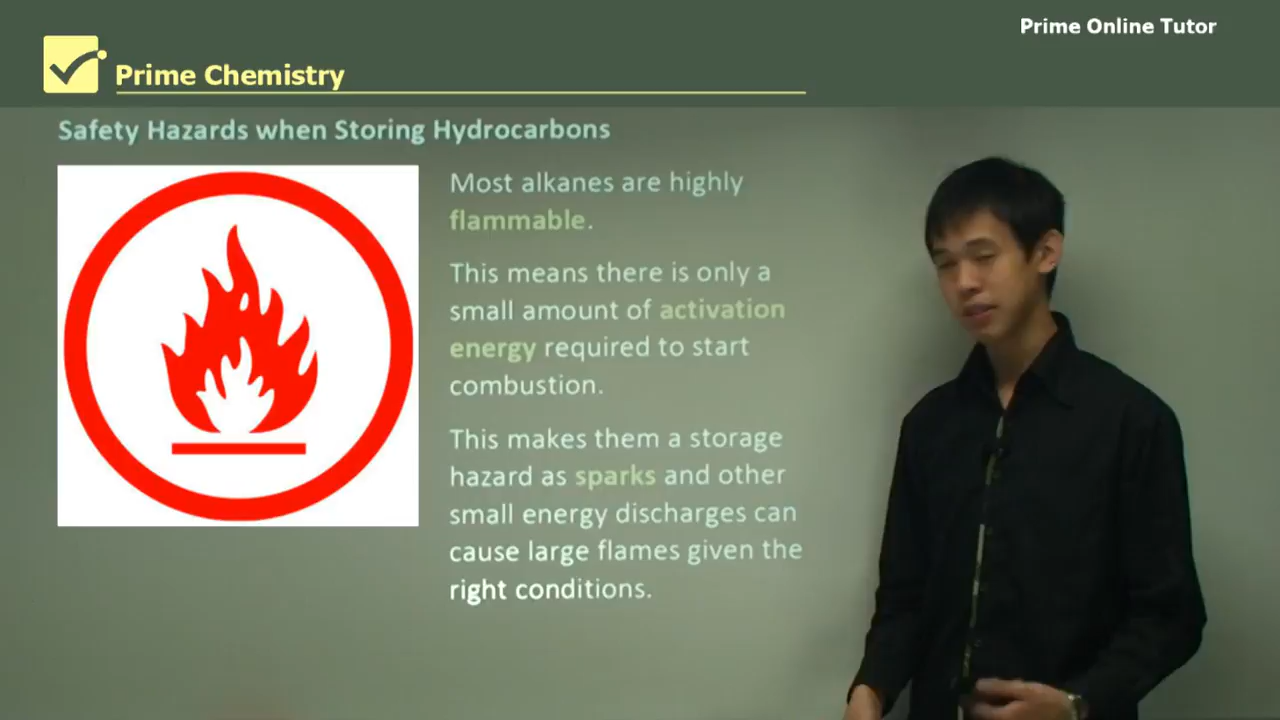 Prime Online Tutor
Prime Chemistry
Safety Hazards when Storing Hydrocarbons
Most alkanes are highly
flammable.
This means there is only a
small amount of activation
energy required to start
combustion.
This makes them a storage
hazard as sparks and other
small energy discharges can
cause large flames given the
right conditions.